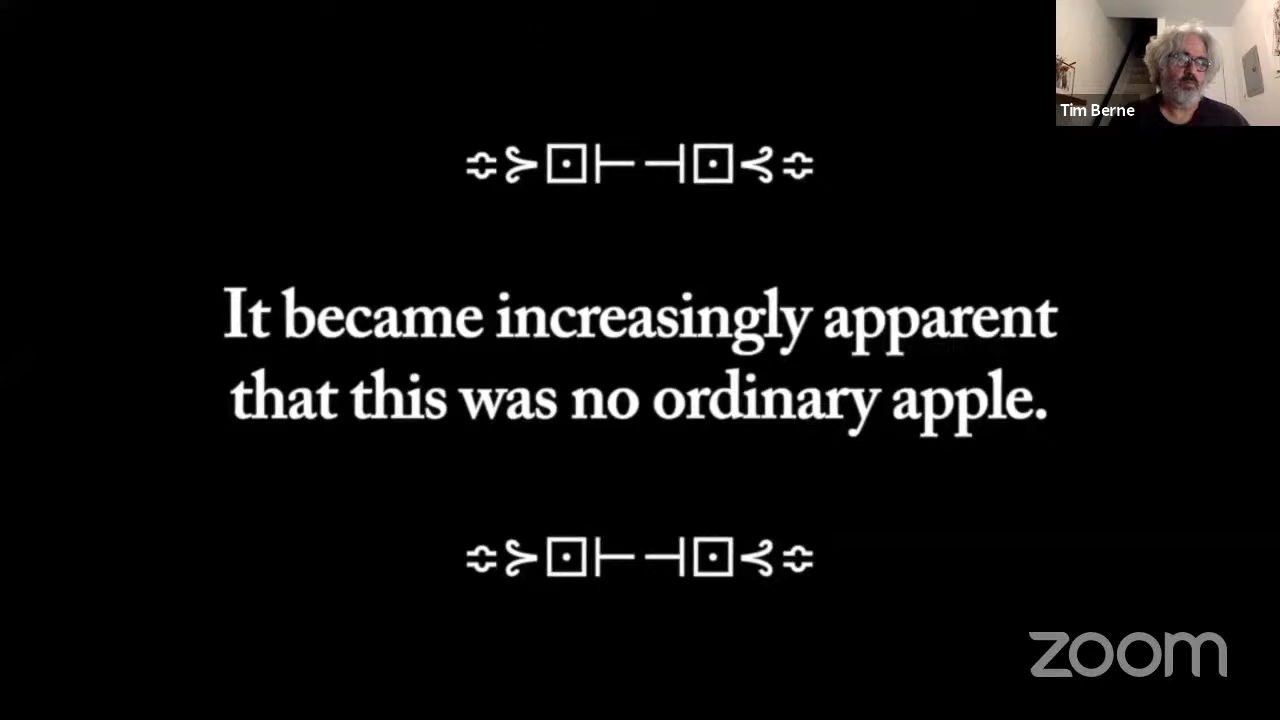 Tim Berne
≎≽⊡⊢⊣⊡≼≎
It became increasingly apparent
that this was no ordinary apple.
≎≽⊡⊢⊣⊡≼≎
zoom